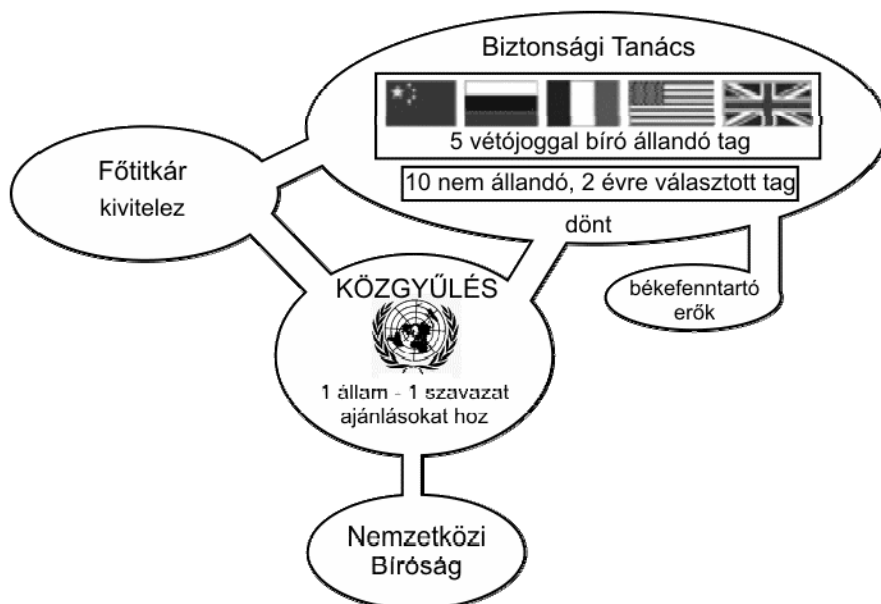 Biztonsági Tanács
5 vétójoggal bíró állandó tag
10 nem állandó, 2 évre választott tag
dönt
Főtitkár
kivitelez
békefenntartó
erők
KÖZGYŰLÉS
1 állam - 1 szavazat
ajánlásokat hoz
Nemzetközi
Bíróság